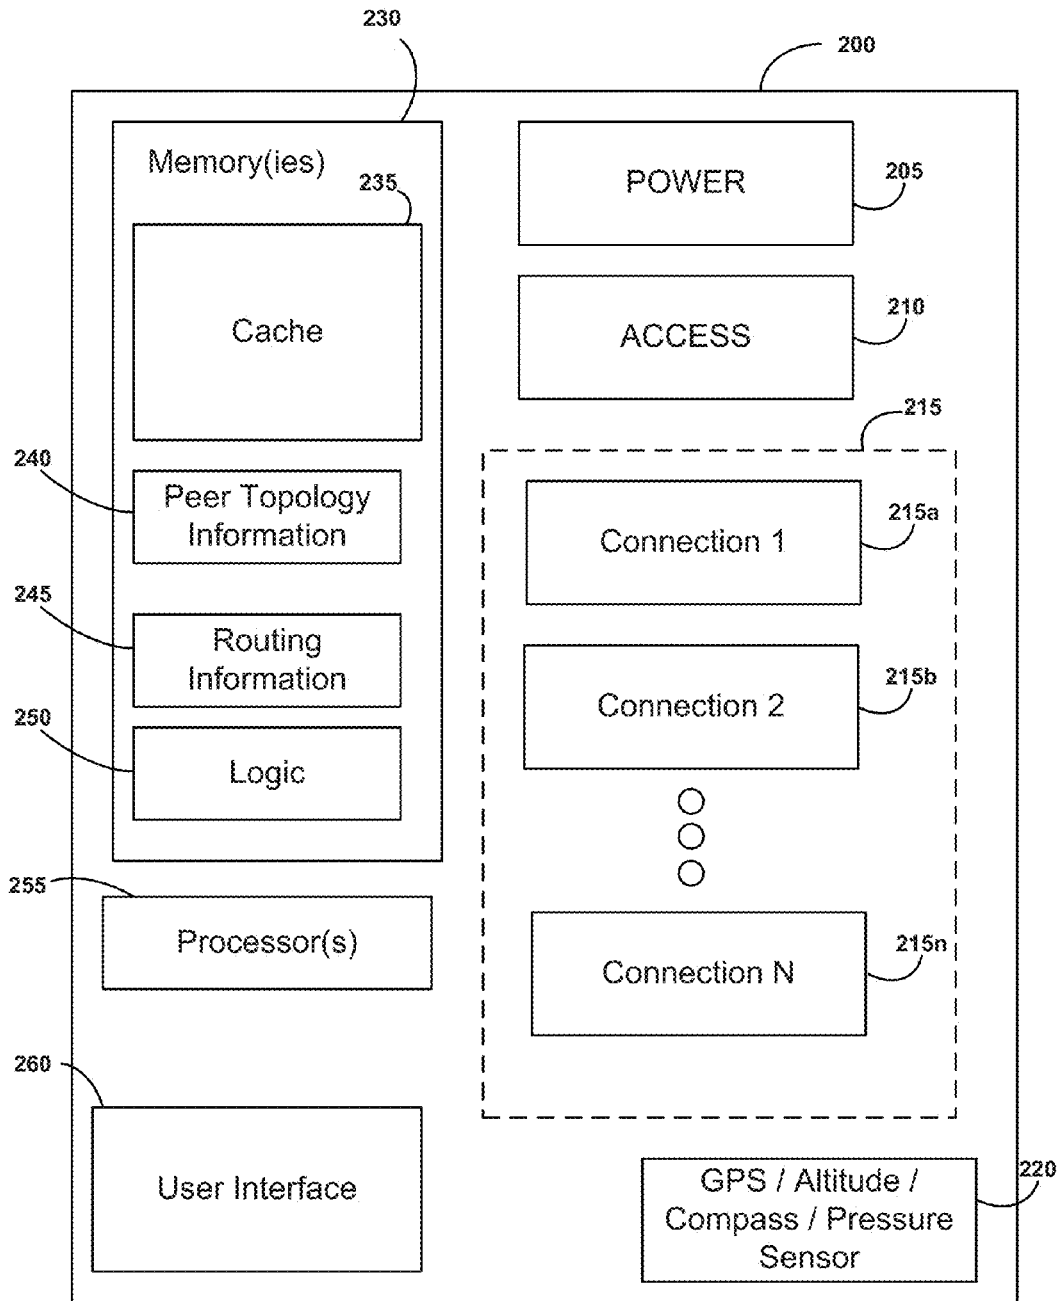 230
200
Memory(ies)
235
Cache
POWER
205
ACCESS
210
215
240
Peer Topology
Information
Connection 1
215a
245
Routing
Information
Connection 2
215b
250
Logic
255
Processor(s)
Connection N
215n
260
User Interface
GPS / Altitude /
Compass / Pressure
Sensor
220